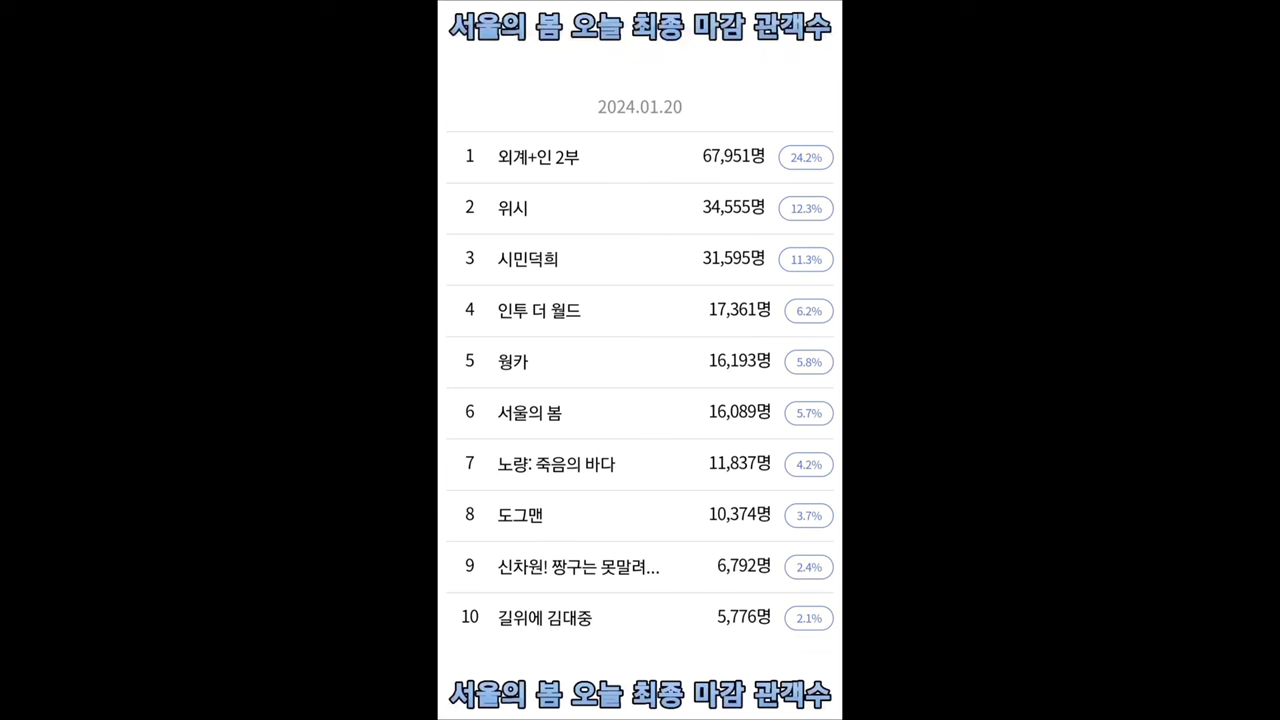 서울의 봄 오늘 최종 마감 관객수
2024.01.20
1 외계+인 2부 67,951명 24.2%
2 위시 34,555명 12.3%
3 시민덕희 31,595명 11.3%
4 인투 더 월드 17,361명 6.2%
5 웡카 16,193명 5.8%
6 서울의 봄 16,089명 5.7%
7 노량: 죽음의 바다 11,837명 4.2%
8 도그맨 10,374명 3.7%
9 신차원! 짱구는 못말려... 6,792명 2.4%
10 길위에 김대중 5,776명 2.1%
서울의 봄 오늘 최종 마감 관객수